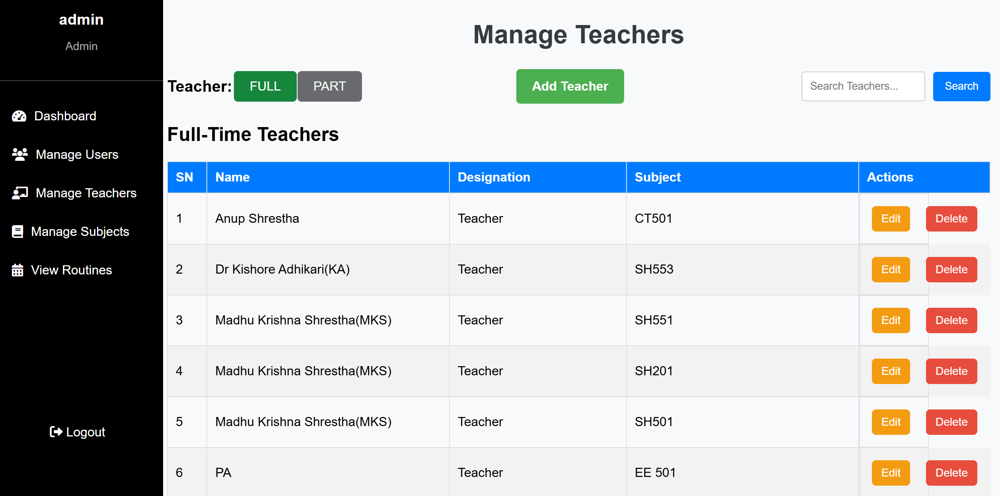 admin
Admin
Dashboard
Manage Users
Manage Teachers
Manage Subjects
View Routines
Logout
Manage Teachers
Teacher: FULL PART Add Teacher Search Teachers... Search
Full-Time Teachers
SN Name Designation Subject Actions
1 Anup Shrestha Teacher CT501 Edit Delete
2 Dr Kishore Adhikari(KA) Teacher SH553 Edit Delete
3 Madhu Krishna Shrestha(MKS) Teacher SH551 Edit Delete
4 Madhu Krishna Shrestha(MKS) Teacher SH201 Edit Delete
5 Madhu Krishna Shrestha(MKS) Teacher SH501 Edit Delete
6 PA Teacher EE 501 Edit Delete